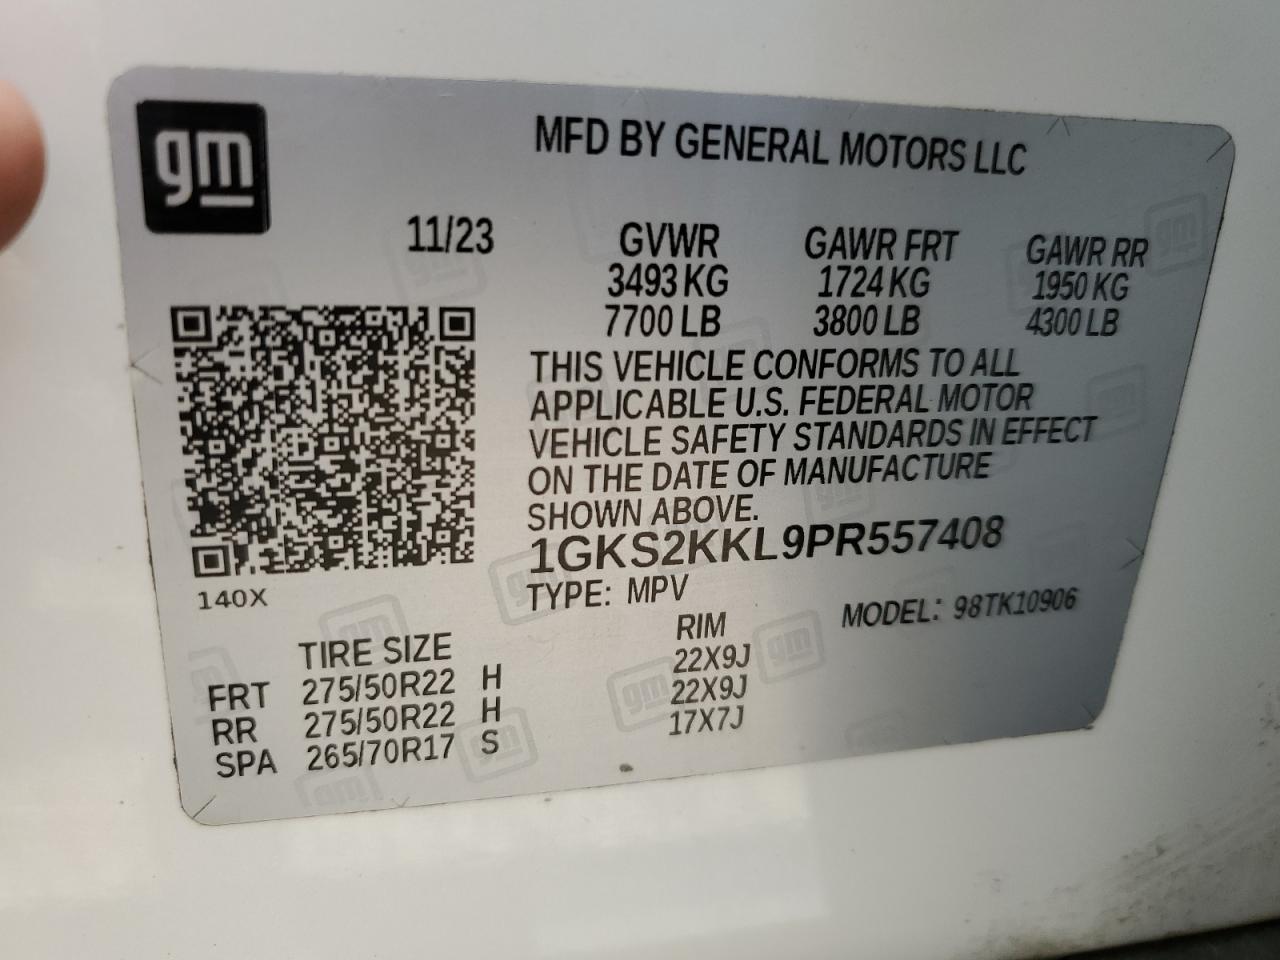 gm
MFD BY GENERAL MOTORS LLC
11/23 GVWR GAWR FRT GAWR RR
3493 KG 1724 KG 1950 KG
7700 LB 3800 LB 4300 LB
THIS VEHICLE CONFORMS TO ALL
APPLICABLE U.S. FEDERAL MOTOR
VEHICLE SAFETY STANDARDS IN EFFECT
ON THE DATE OF MANUFACTURE
SHOWN ABOVE.
1GKS2KKL9PR557408
140X
TYPE: MPV MODEL: 98TK10906
TIRE SIZE RIM
FRT 275/50R22 H 22X9J
RR 275/50R22 H 22X9J
SPA 265/70R17 S 17X7J